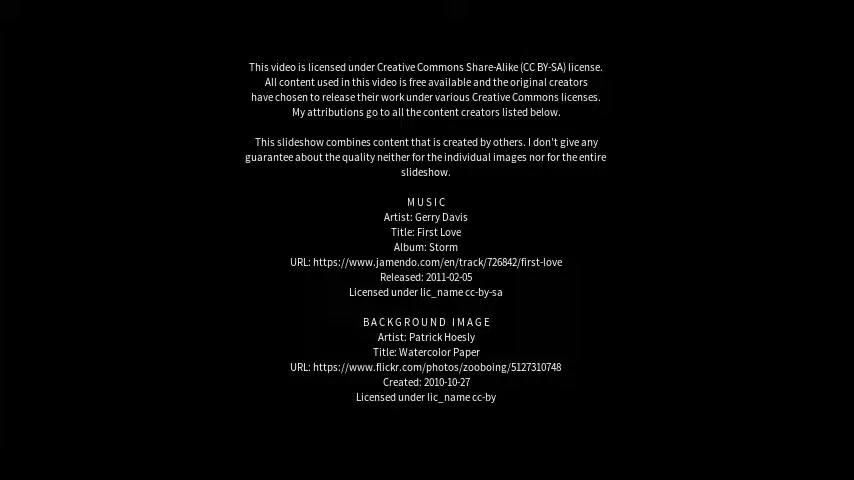 This video is licensed under Creative Commons Share-Alike (CC BY-SA) license.
All content used in this video is free available and the original creators
have chosen to release their work under various Creative Commons licenses.
My attributions go to all the content creators listed below.
This slideshow combines content that is created by others. I don't give any
guarantee about the quality neither for the individual images nor for the entire
slideshow.
MUSIC
Artist: Gerry Davis
Title: First Love
Album: Storm
URL: https://www.jamendo.com/en/track/726842/first-love
Released: 2011-02-05
Licensed under lic_name cc-by-sa
BACKGROUND IMAGE
Artist: Patrick Hoesly
Title: Watercolor Paper
URL: https://www.flickr.com/photos/zooboing/5127310748
Created: 2010-10-27
Licensed under lic_name cc-by